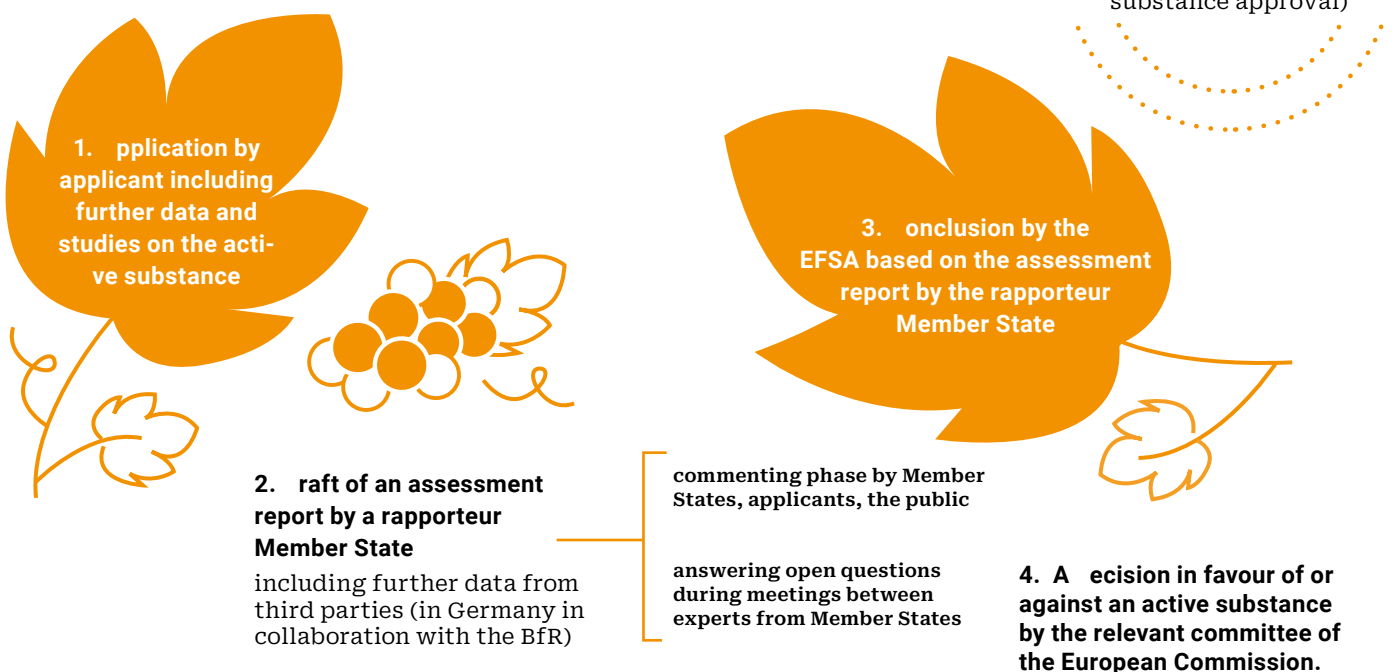 substance approval)
1. pplication by
applicant including
further data and
studies on the acti-
ve substance
3. onclusion by the
EFSA based on the assessment
report by the rapporteur
Member State
2. raft of an assessment
report by a rapporteur
Member State
including further data from
third parties (in Germany in
collaboration with the BfR)
commenting phase by Member
States, applicants, the public
answering open questions
during meetings between
experts from Member States
4. A ecision in favour of or
against an active substance
by the relevant committee of
the European Commission.